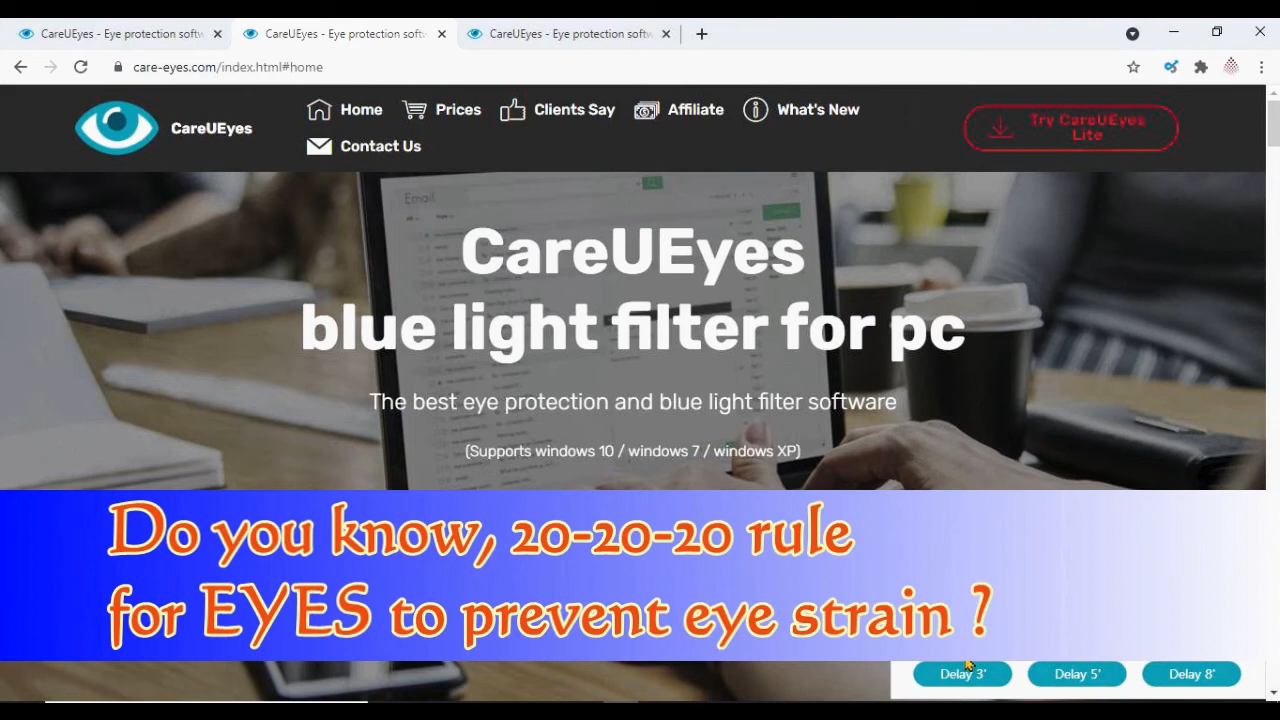 CareUEyes - Eye protection softw
CareUEyes - Eye protection soft
CareUEyes - Eye protection softw
care-eyes.com/index.html#home
CareUEyes
Home
Prices
Clients Say
Affiliate
What's New
Contact Us
Try CareUEyes
Lite
Email
CareUEyes
blue light filter for pc
The best eye protection and blue light filter software
(Supports windows 10 / windows 7 / windows XP)
Do you know, 20-20-20 rule
for EYES to prevent eye strain ?
Delay 3'
Delay 5'
Delay 8'